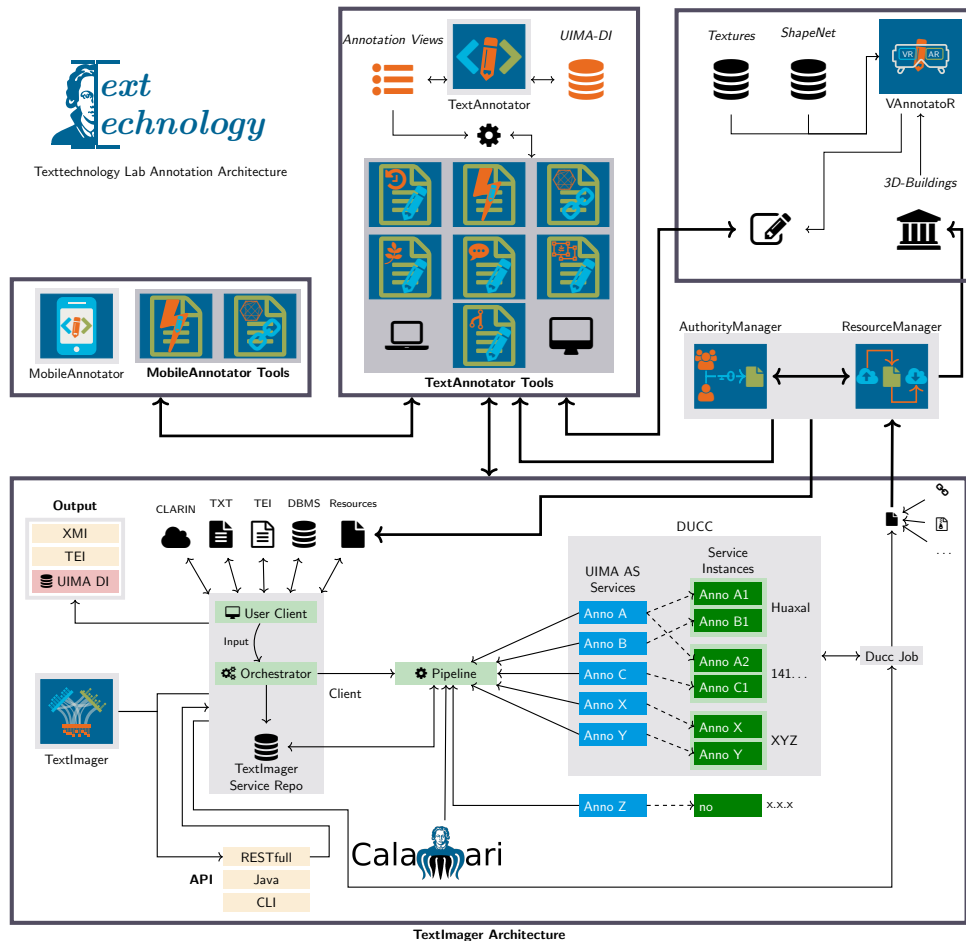 Text
echnology
Texttechnology Lab Annotation Architecture
Annotation Views
UIMA-DI
TextAnnotator
TextAnnotator Tools
Textures
ShapeNet
VR
AR
VAnnotatoR
3D-Buildings
MobileAnnotator
MobileAnnotator Tools
AuthorityManager
ResourceManager
Output
XMI
TEI
UIMA DI
CLARIN
TXT
TEI
DBMS
Resources
User Client
Input
Orchestrator
Client
TextImager
Service Repo
Pipeline
DUCC
UIMA AS
Services
Service
Instances
Anno A
Anno B
Anno C
Anno X
Anno Y
Anno Z
Anno A1
Anno B1
Huaxal
Anno A2
Anno C1
141...
Anno X
Anno Y
XYZ
no
x.x.x
Ducc Job
...
TextImager
API
RESTfull
Java
CLI
Calamari
TextImager Architecture